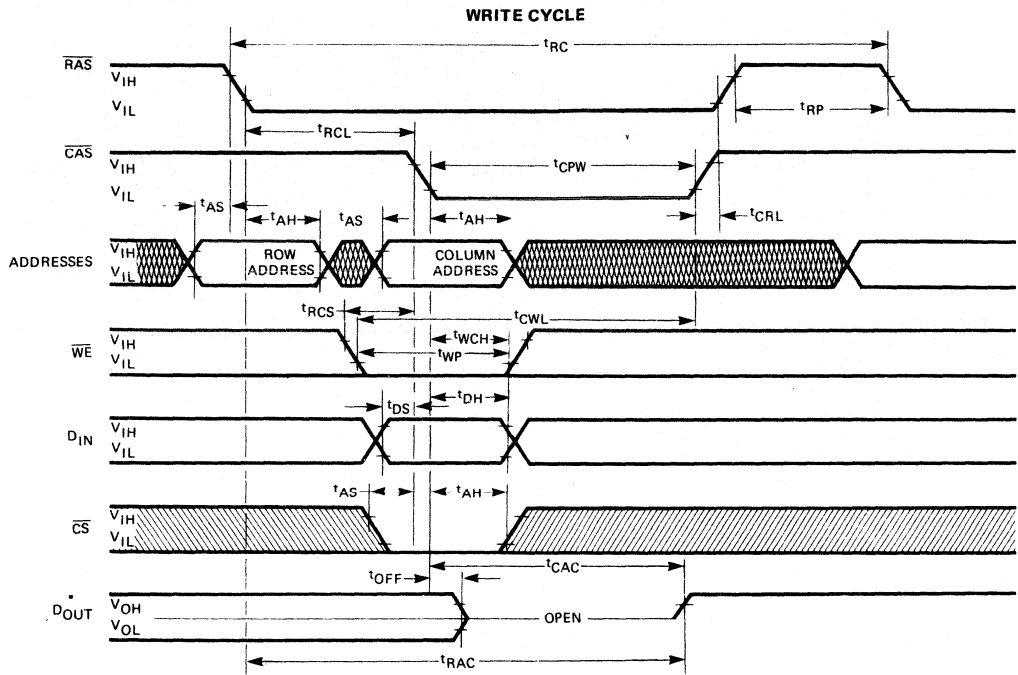 WRITE CYCLE
tRC
RAS
VIH
VIL
tRP
tRCL
CAS
VIH
VIL
tCPW
tAS
tAH
tAS
tAH
tCRL
ADDRESSES
VIH
VIL
ROW
ADDRESS
COLUMN
ADDRESS
tRCS
tCWL
WE
VIH
VIL
tWCH
tWP
tDS
tDH
DIN
VIH
VIL
tAS
tAH
CS
VIH
VIL
tCAC
tOFF
DOUT
VOH
VOL
OPEN
tRAC